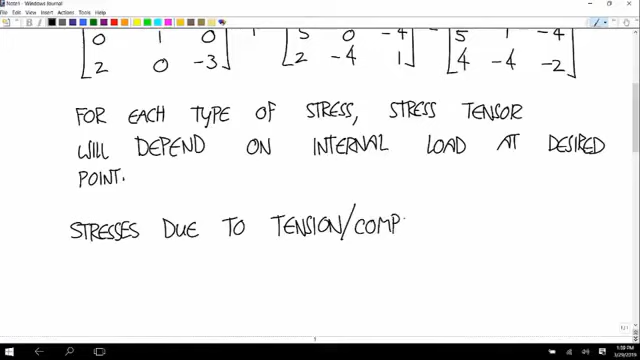 Note1 - Windows Journal
File Edit View Insert Actions Tools Help
0 1 0 5 0 -4 5 1 -4
2 0 -3 2 -4 1 4 -4 -2
FOR EACH TYPE OF STRESS, STRESS TENSOR
WILL DEPEND ON INTERNAL LOAD AT DESIRED
POINT.
STRESSES DUE TO TENSION/COMP
1:59 PM